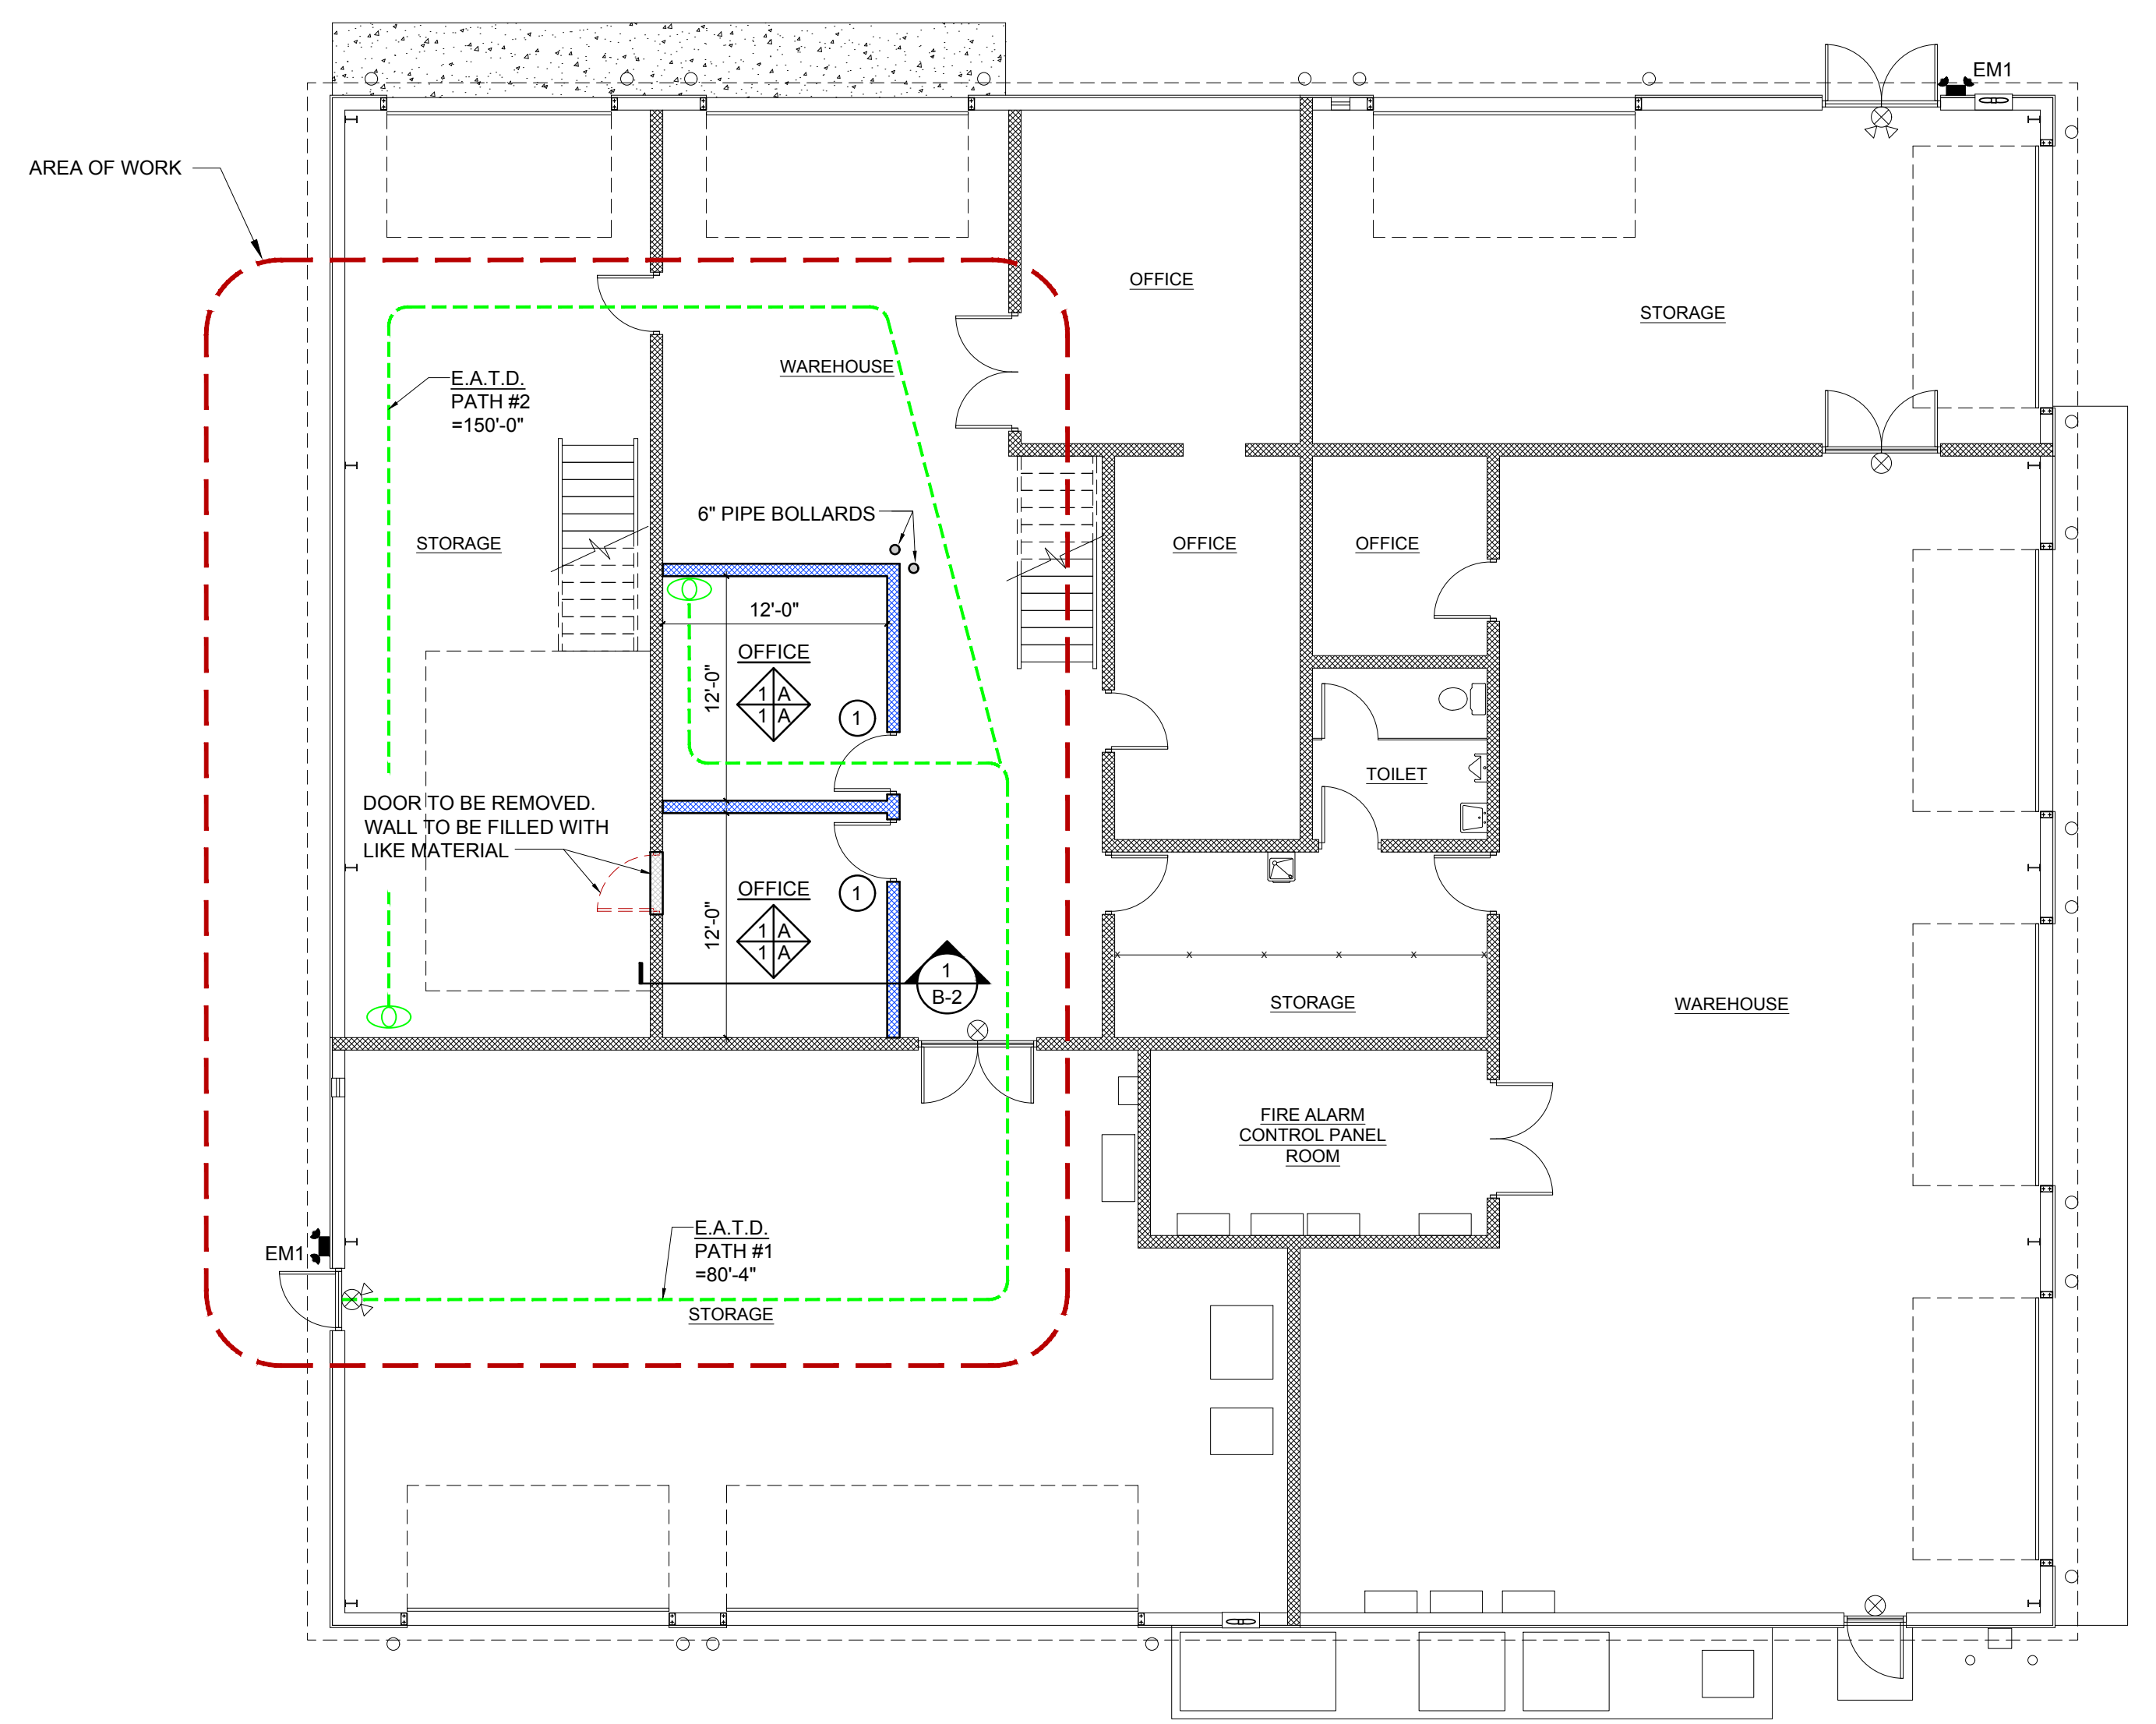 EM1
AREA OF WORK
OFFICE
STORAGE
WAREHOUSE
E.A.T.D.
PATH #2
=150'-0"
6" PIPE BOLLARDS
STORAGE
OFFICE
OFFICE
12'-0"
OFFICE
12'-0"
1 A
1 A
1
TOILET
DOOR TO BE REMOVED.
WALL TO BE FILLED WITH
LIKE MATERIAL
OFFICE
1
12'-0"
1 A
1 A
1
B-2
STORAGE
WAREHOUSE
FIRE ALARM
CONTROL PANEL
ROOM
E.A.T.D.
PATH #1
=80'-4"
EM1
STORAGE